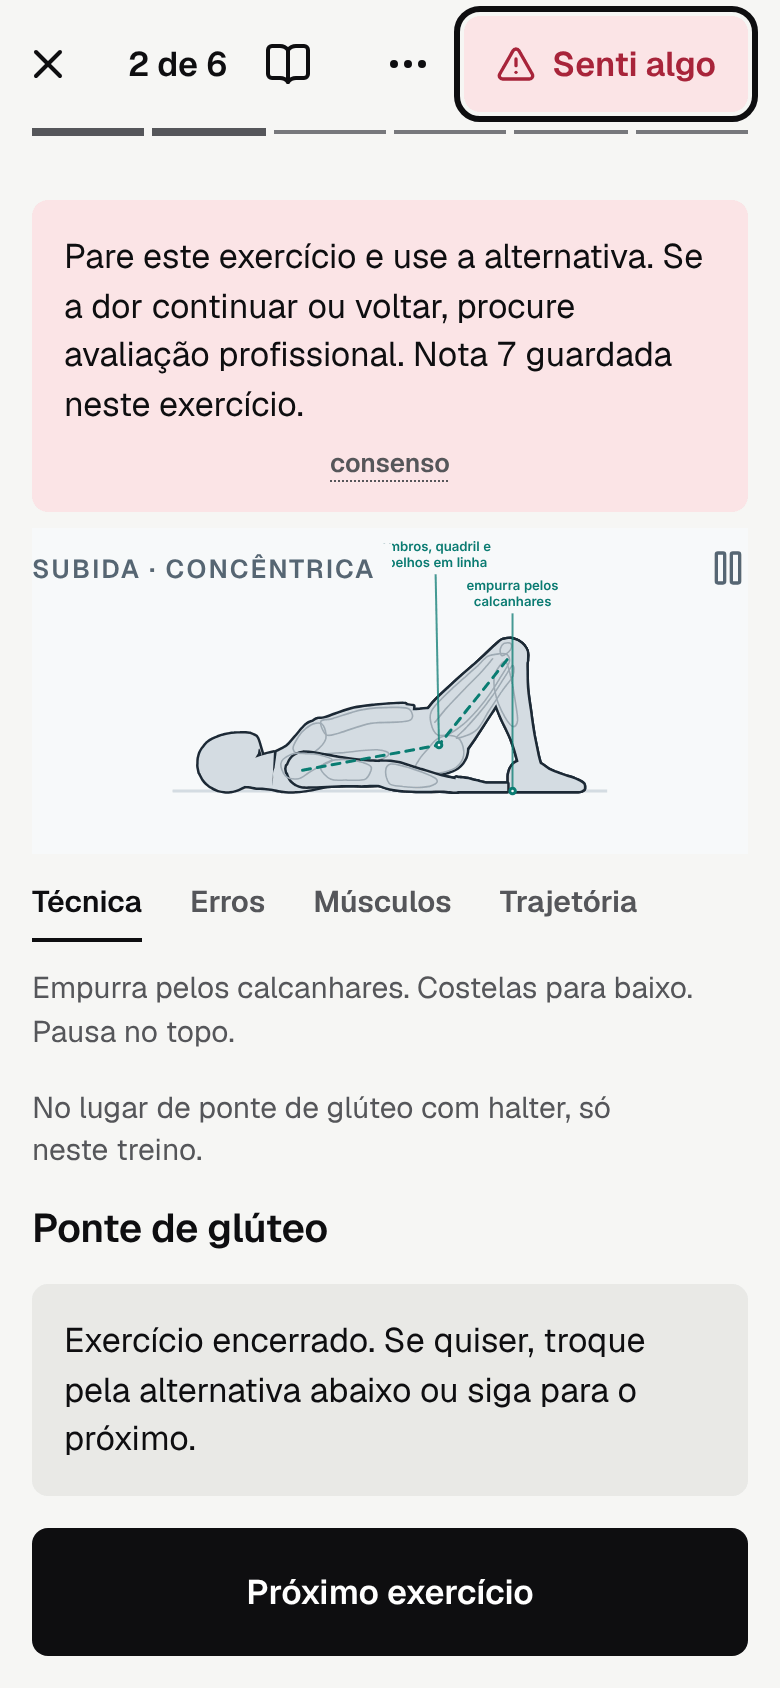 2 de 6
Senti algo
Pare este exercício e use a alternativa. Se
a dor continuar ou voltar, procure
avaliação profissional. Nota 7 guardada
neste exercício.
consenso
SUBIDA · CONCÊNTRICA
quadril e
em linha
empurra pelos
calcanhares
Técnica Erros Músculos Trajetória
Empurra pelos calcanhares. Costelas para baixo.
Pausa no topo.
No lugar de ponte de glúteo com halter, só
neste treino.
Ponte de glúteo
Exercício encerrado. Se quiser, troque
pela alternativa abaixo ou siga para o
próximo.
Próximo exercício